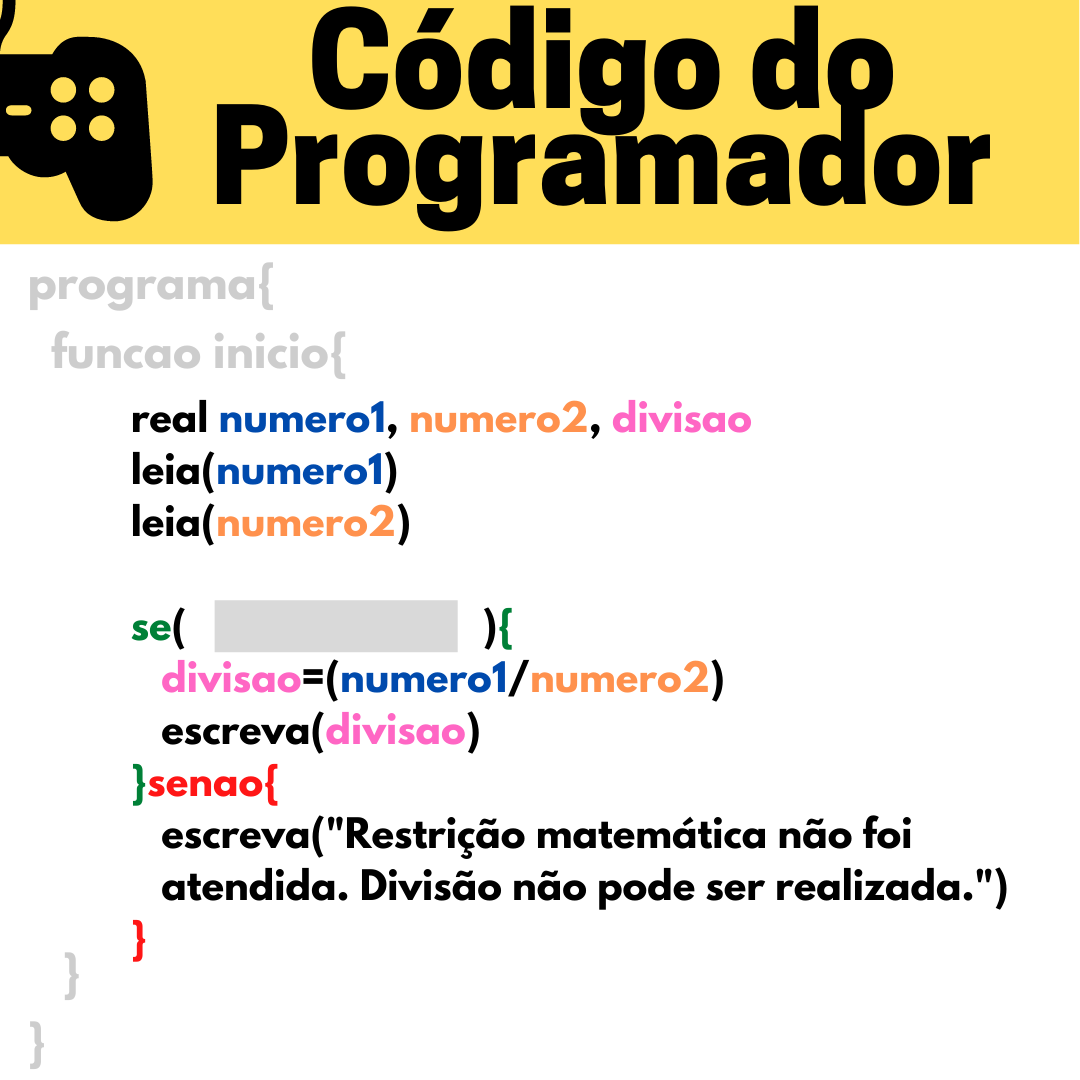 Código do
Programador
programa{
funcao inicio{
real numero1, numero2, divisao
leia(numero1)
leia(numero2)
se( ){
divisao=(numero1/numero2)
escreva(divisao)
}senao{
escreva("Restrição matemática não foi
atendida. Divisão não pode ser realizada.")
}
}
}